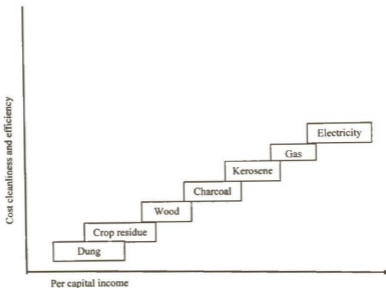 Cost cleanliness and efficiency
Electricity
Gas
Kerosene
Charcoal
Wood
Crop residue
Dung
Per capital income